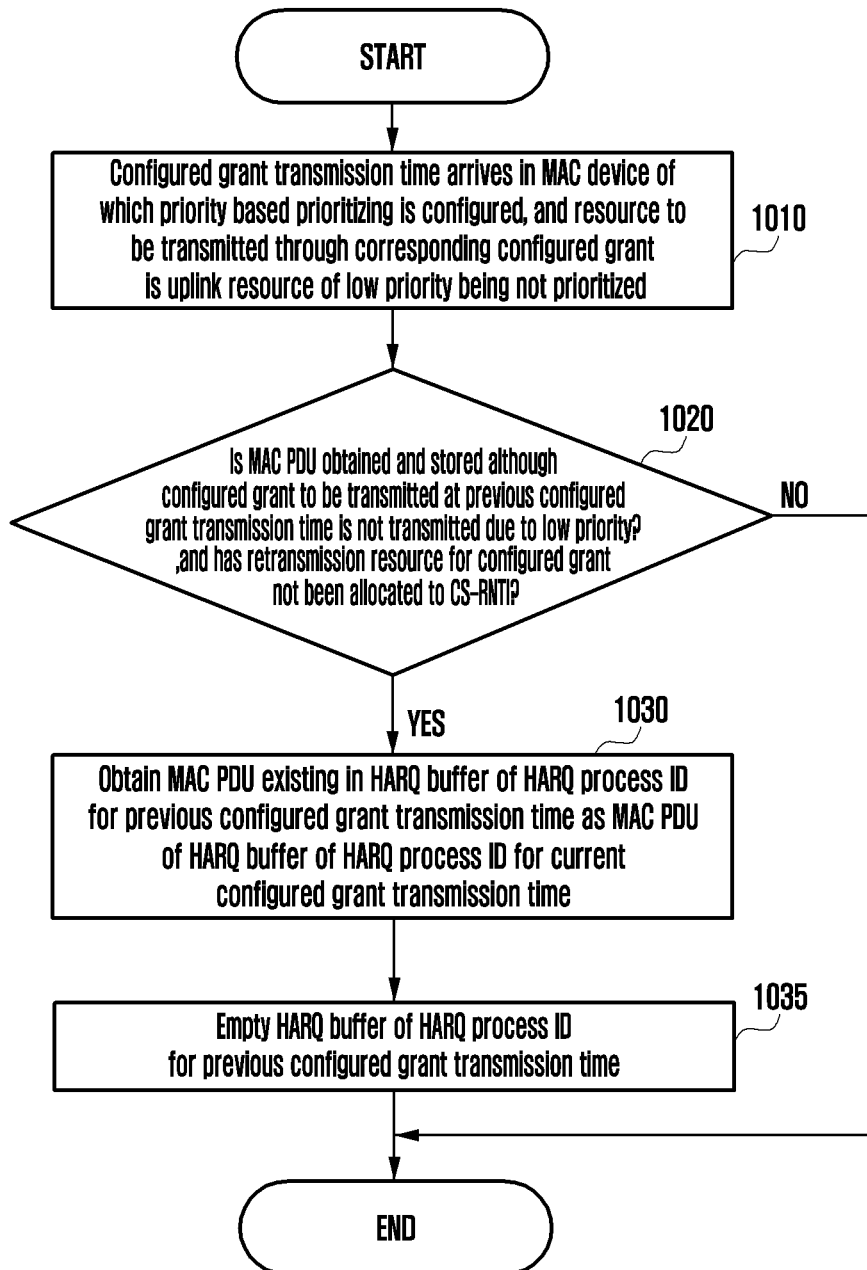 START
Configured grant transmission time arrives in MAC device of
which priority based prioritizing is configured, and resource to
be transmitted through corresponding configured grant
is uplink resource of low priority being not prioritized
1010
1020
Is MAC PDU obtained and stored although
configured grant to be transmitted at previous configured
grant transmission time is not transmitted due to low priority?
,and has retransmission resource for configured grant
not been allocated to CS-RNTI?
NO
YES
1030
Obtain MAC PDU existing in HARQ buffer of HARQ process ID
for previous configured grant transmission time as MAC PDU
of HARQ buffer of HARQ process ID for current
configured grant transmission time
1035
Empty HARQ buffer of HARQ process ID
for previous configured grant transmission time
END